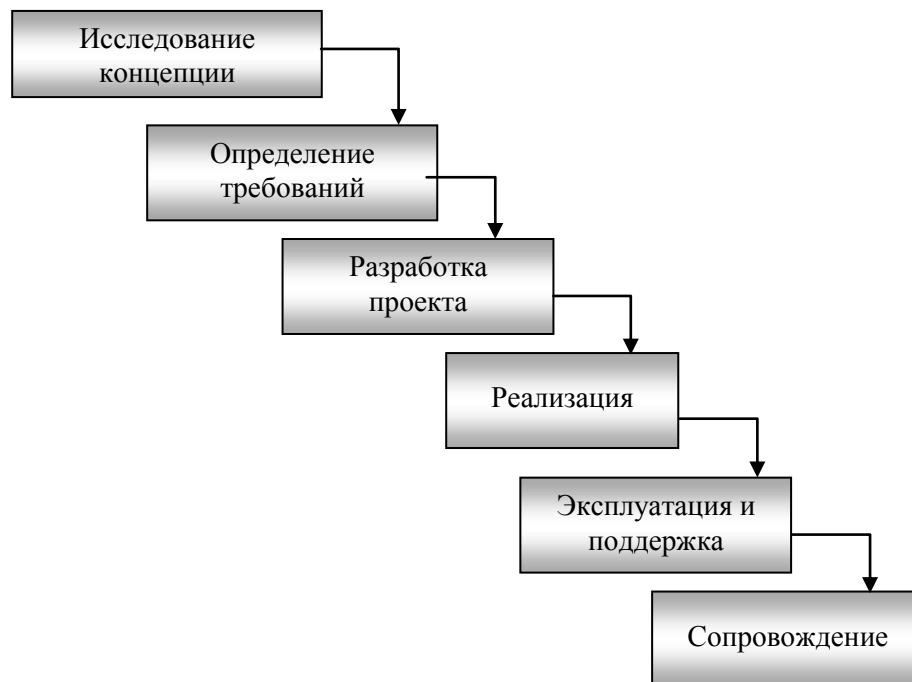 Исследование
концепции
Определение
требований
Разработка
проекта
Реализация
Эксплуатация и
поддержка
Сопровождение